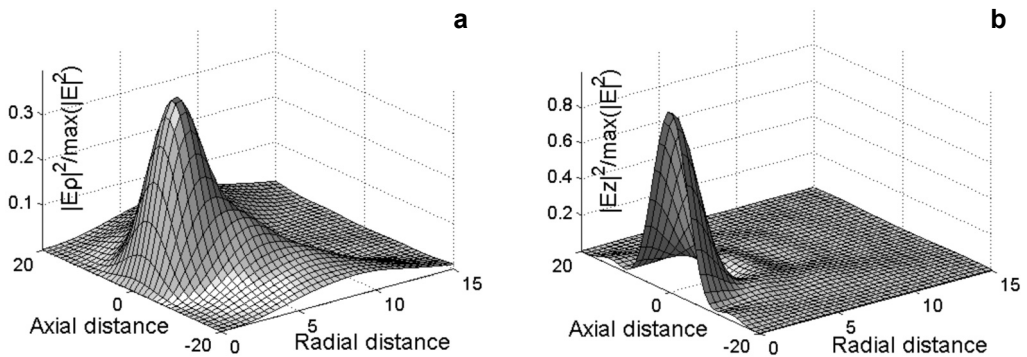 a
|Eρ|²/max(|E|²)
0.3
0.2
0.1
20
0
-20
Axial distance
0
5
10
15
Radial distance
b
|Ez|²/max(|E|²)
0.8
0.6
0.4
0.2
20
0
-20
Axial distance
0
5
10
15
Radial distance